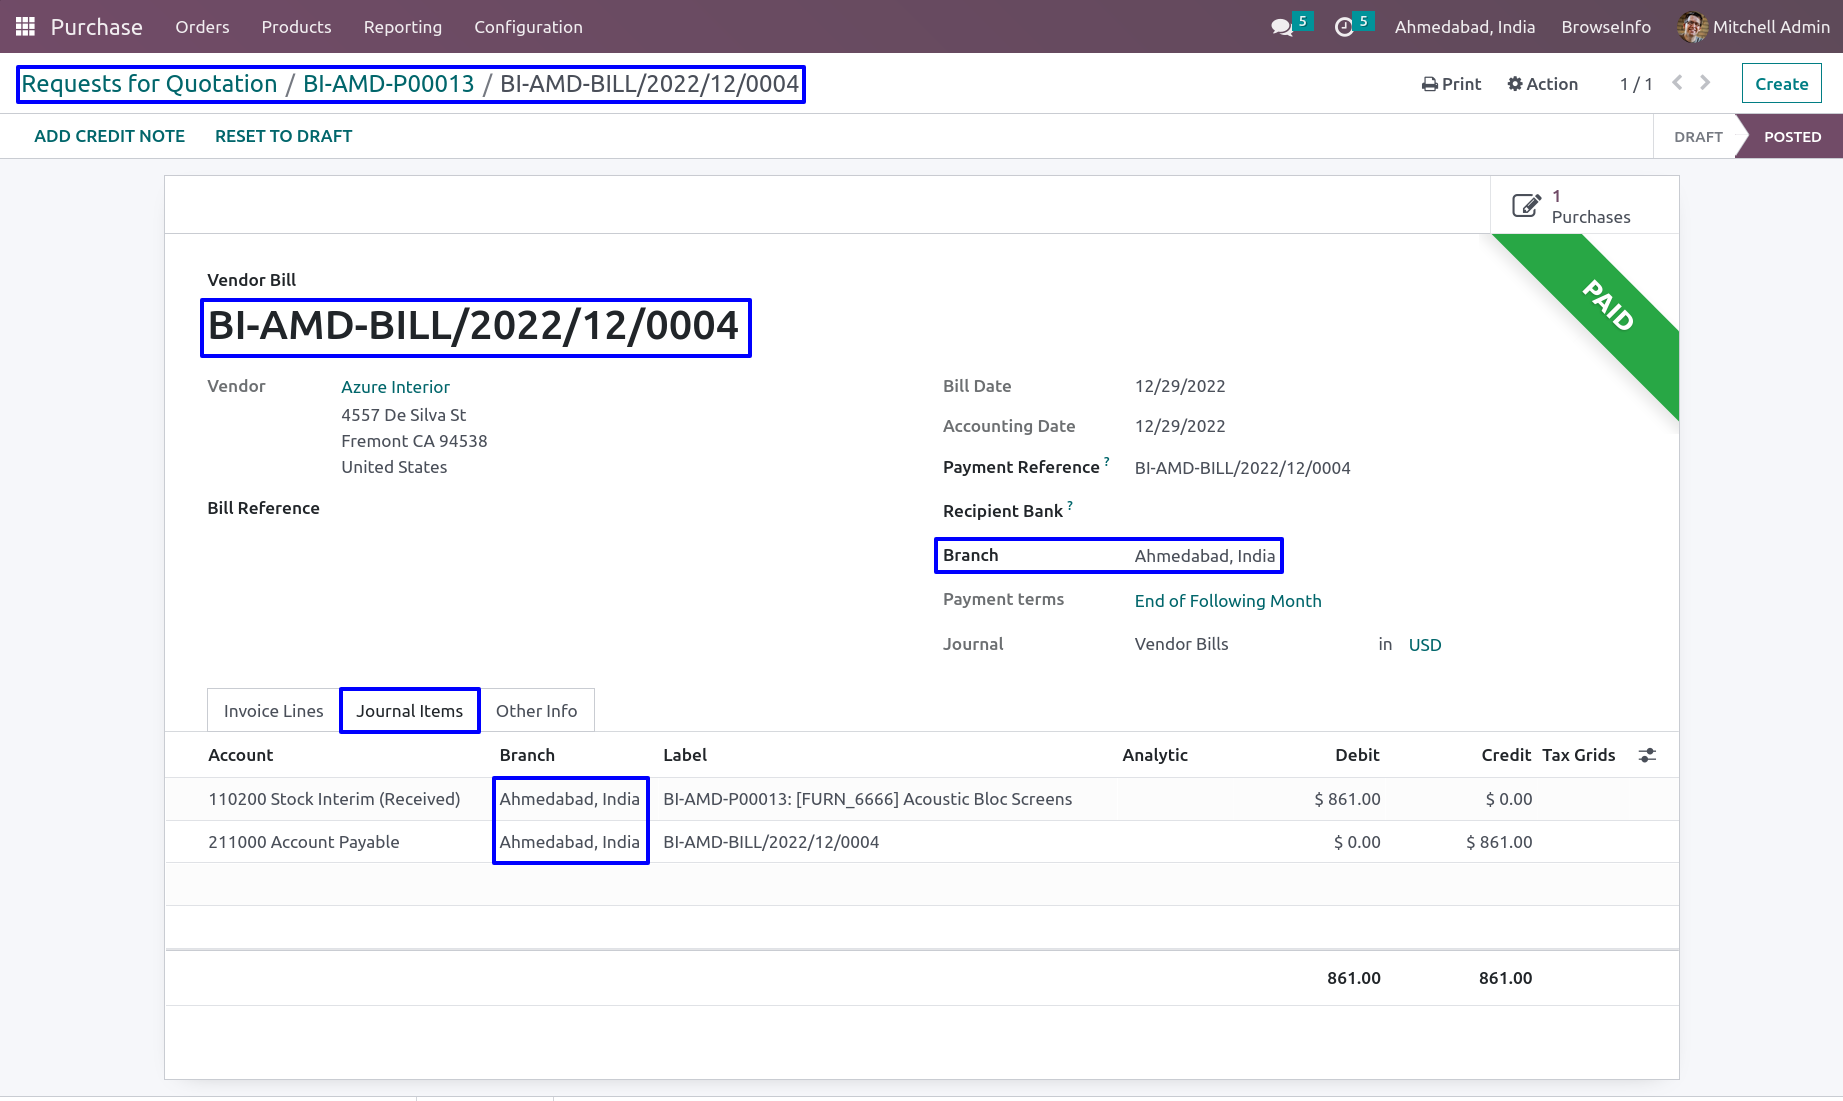 Purchase Orders Products Reporting Configuration 5 5 Ahmedabad, India BrowseInfo Mitchell Admin
Requests for Quotation / BI-AMD-P00013 / BI-AMD-BILL/2022/12/0004 Print Action 1 / 1 Create
ADD CREDIT NOTE RESET TO DRAFT DRAFT POSTED
1
Purchases
PAID
Vendor Bill
BI-AMD-BILL/2022/12/0004
Vendor Azure Interior
4557 De Silva St
Fremont CA 94538
United States
Bill Reference
Bill Date 12/29/2022
Accounting Date 12/29/2022
Payment Reference ? BI-AMD-BILL/2022/12/0004
Recipient Bank ?
Branch Ahmedabad, India
Payment terms End of Following Month
Journal Vendor Bills in USD
Invoice Lines Journal Items Other Info
Account Branch Label Analytic Debit Credit Tax Grids
110200 Stock Interim (Received) Ahmedabad, India BI-AMD-P00013: [FURN_6666] Acoustic Bloc Screens $ 861.00 $ 0.00
211000 Account Payable Ahmedabad, India BI-AMD-BILL/2022/12/0004 $ 0.00 $ 861.00
861.00 861.00